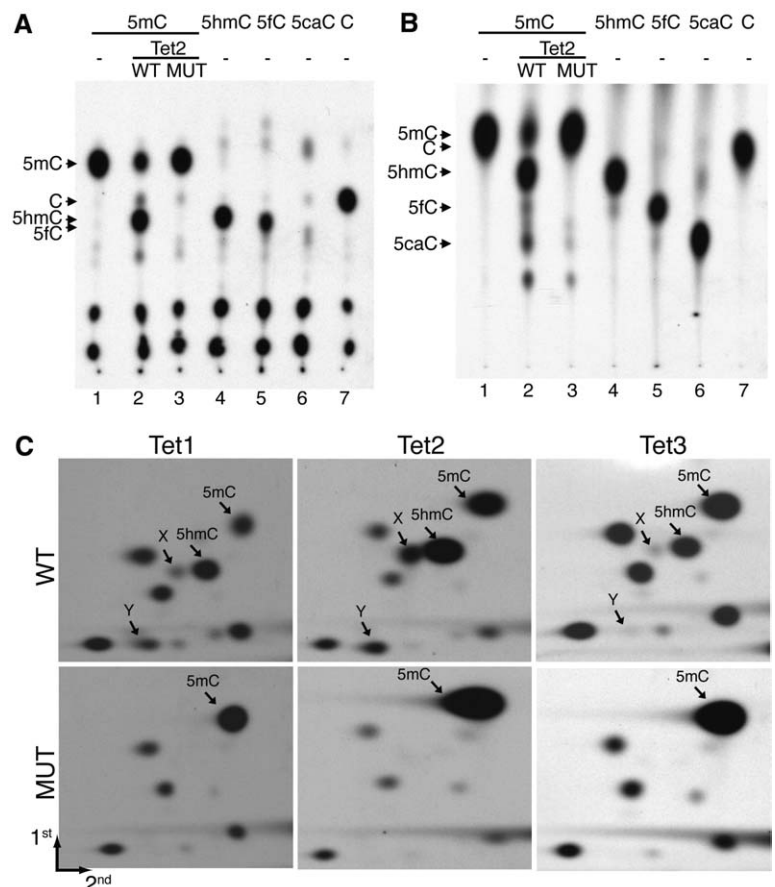 A
5mC 5hmC 5fC 5caC C
Tet2
- WT MUT - - - -
5mC
C
5hmC
5fC
1 2 3 4 5 6 7
B
5mC 5hmC 5fC 5caC C
Tet2
- WT MUT - - - -
5mC
C
5hmC
5fC
5caC
1 2 3 4 5 6 7
C
Tet1 Tet2 Tet3
WT
5mC
X 5hmC
Y
5mC
X 5hmC
Y
5mC
X 5hmC
Y
MUT
5mC
5mC
5mC
1st
2nd